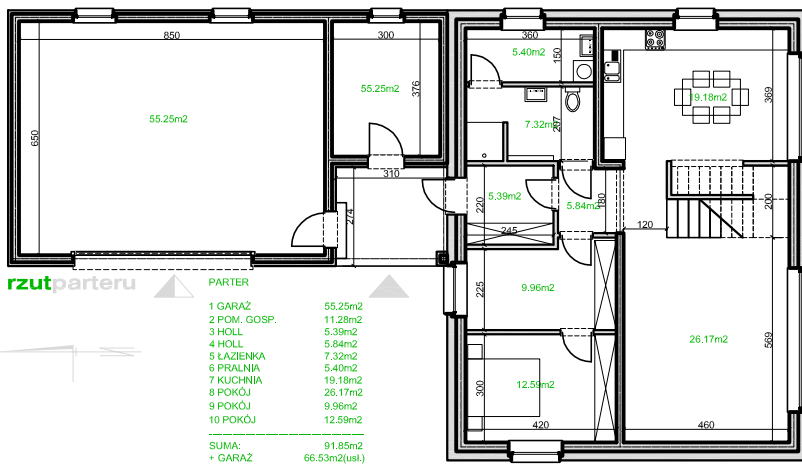 850
300
360
5.40m2
150
55.25m2
376
55.25m2
650
7.32m2
207
19.18m2
369
310
274
5.39m2
220
245
5.84m2
180
120
200
225
9.96m2
26.17m2
569
300
12.59m2
420
460
rzutparteru
PARTER
1 GARAŻ 55.25m2
2 POM. GOSP. 11.28m2
3 HOLL 5.39m2
4 HOLL 5.84m2
5 ŁAZIENKA 7.32m2
6 PRALNIA 5.40m2
7 KUCHNIA 19.18m2
8 POKÓJ 26.17m2
9 POKÓJ 9.96m2
10 POKÓJ 12.59m2
SUMA: 91.85m2
+ GARAŻ 66.53m2(usł.)